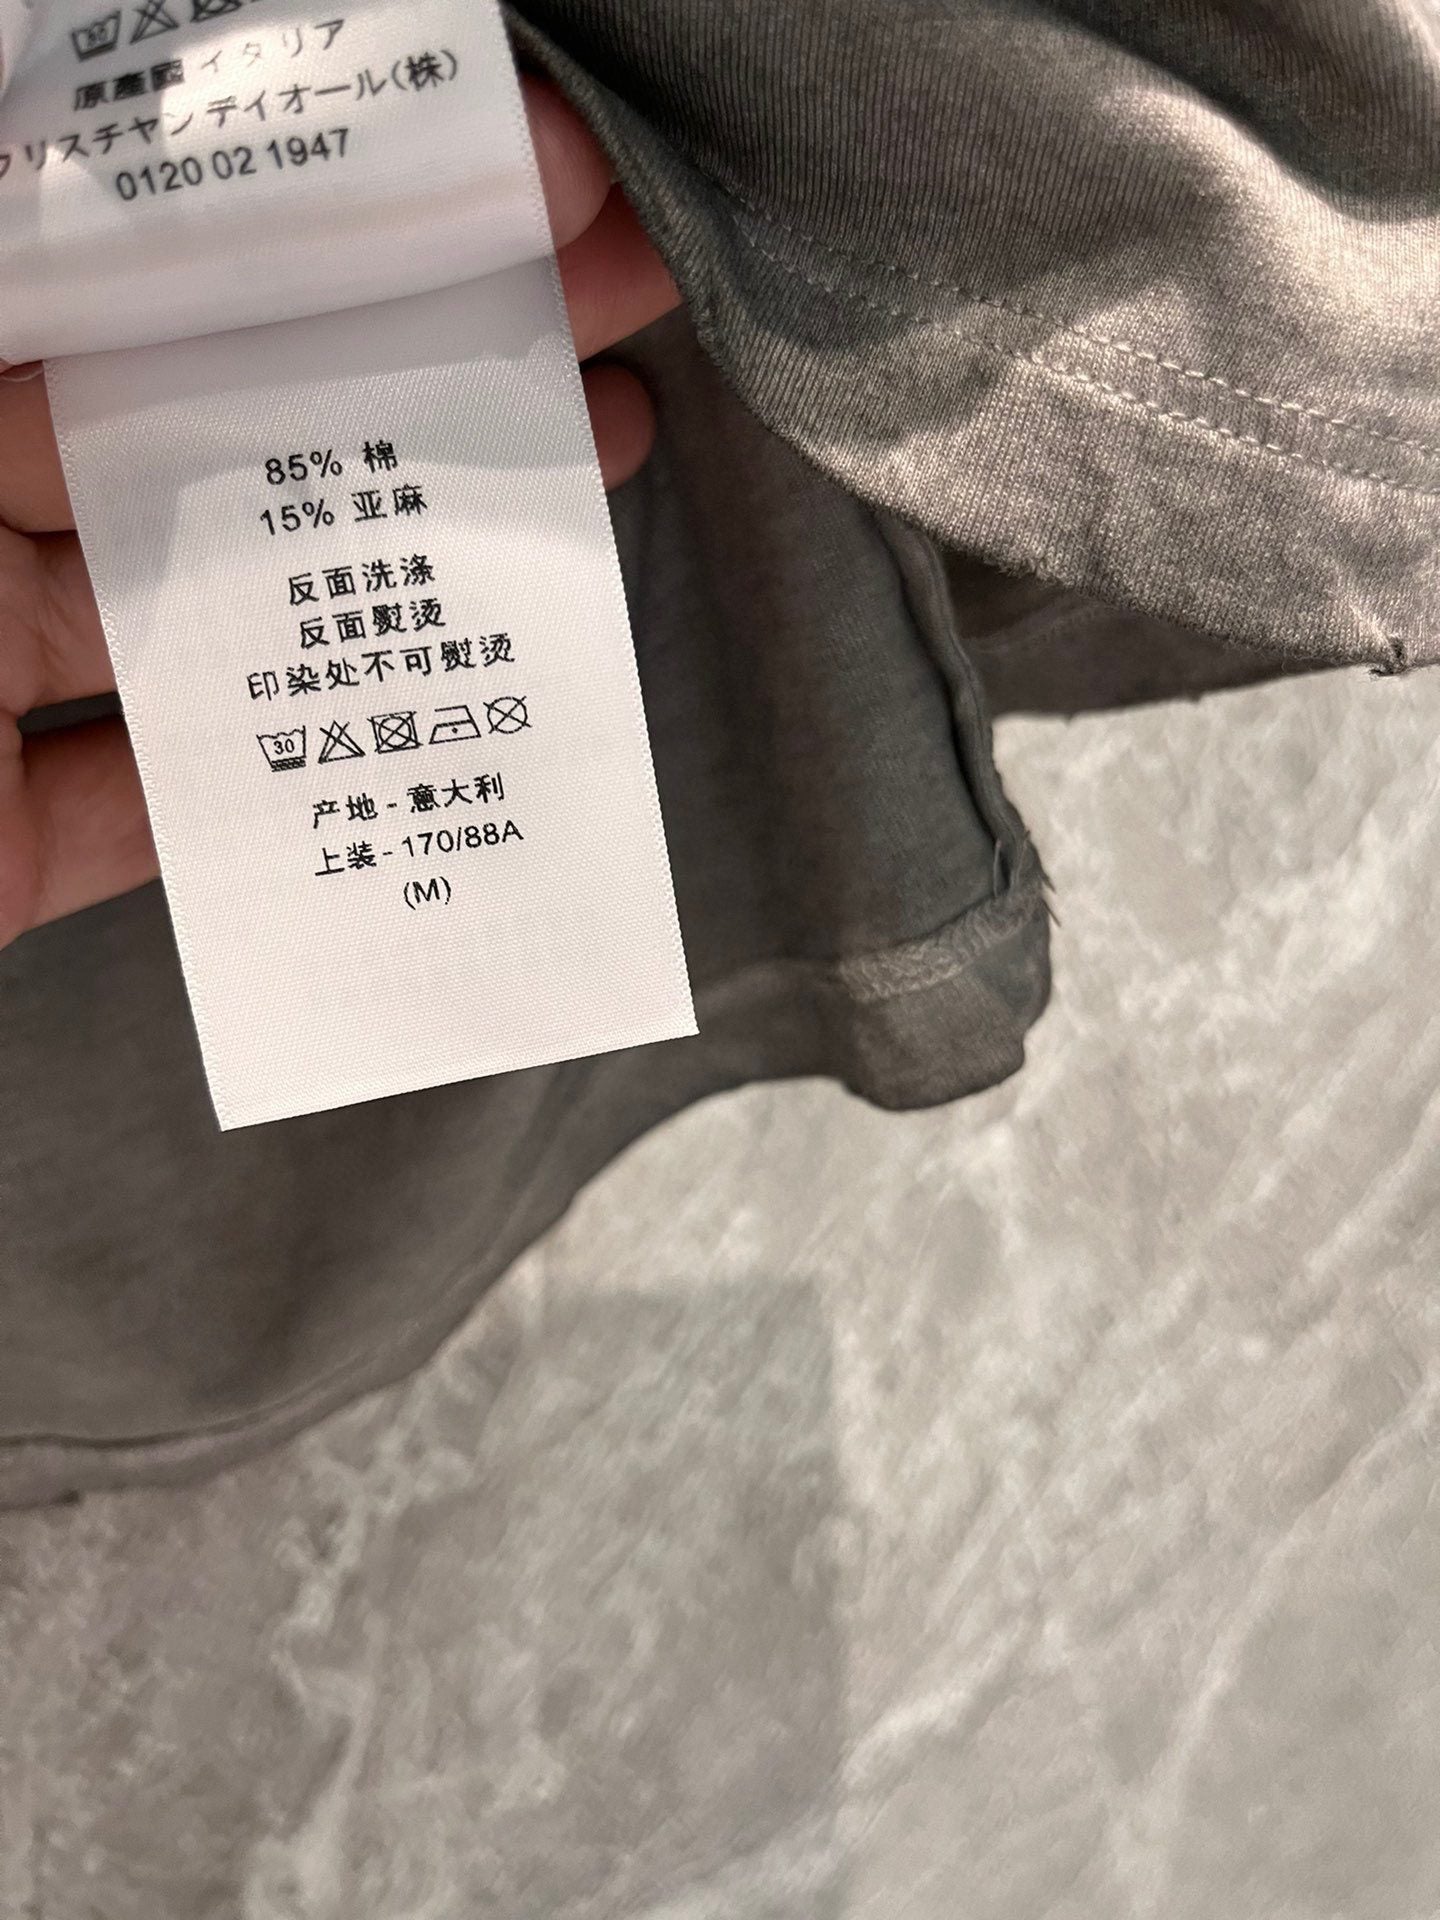 30
原産國 イタリア
クリスチャンディオール(株)
0120 02 1947
85% 棉
15% 亚麻
反面洗涤
反面熨烫
印染处不可熨烫
30
产地 - 意大利
上装 - 170/88A
(M)